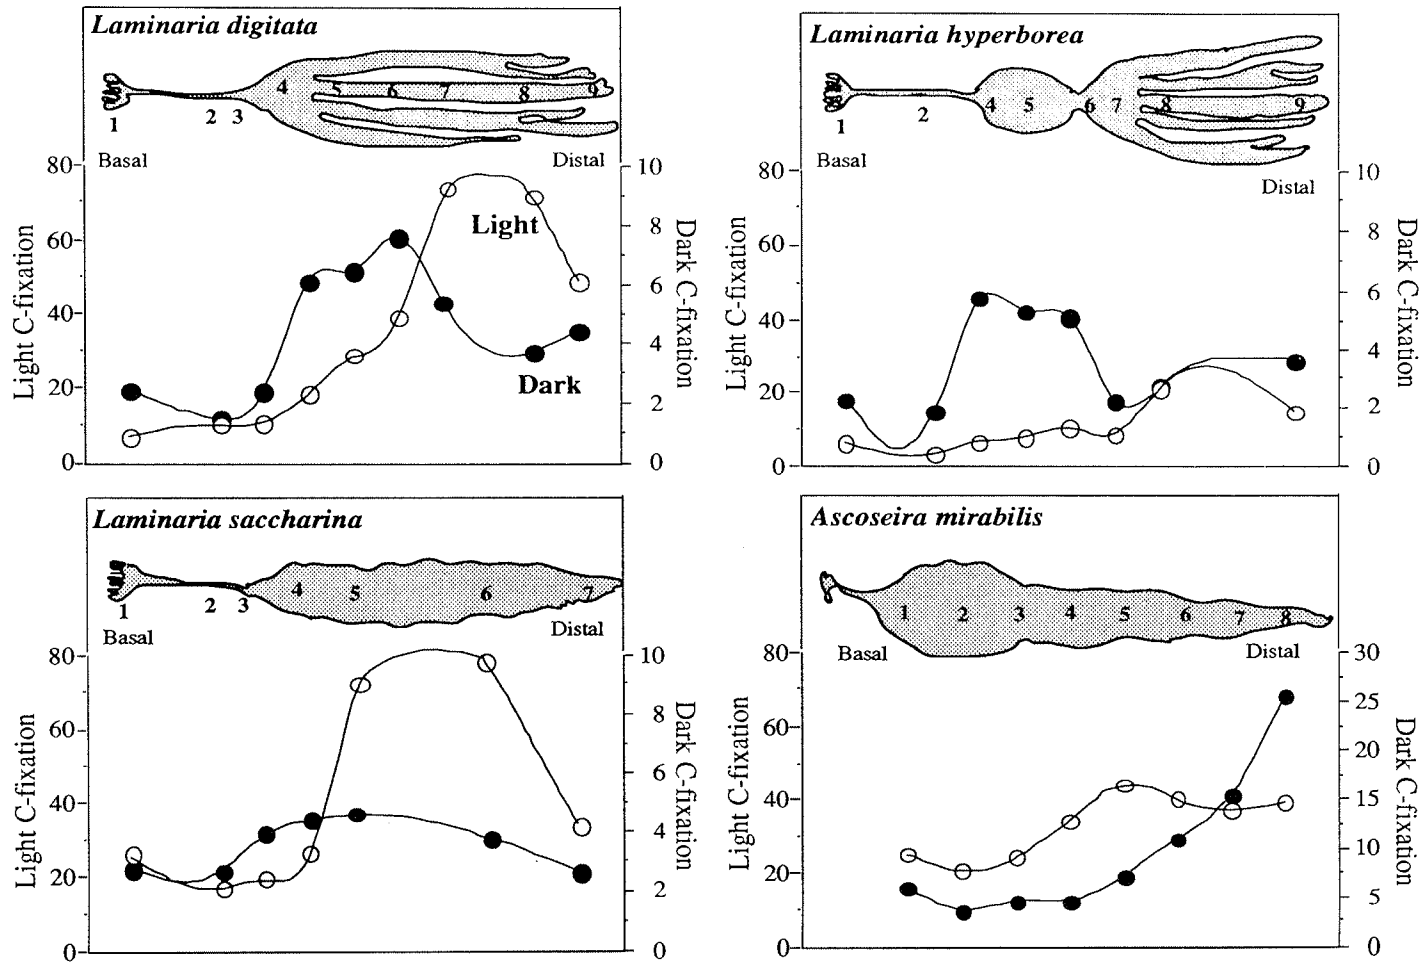 Laminaria digitata
4 5 6 7 8 9
1 2 3
Basal Distal
80 10
60 8
40 6
20 4
0 2
0
Light C-fixation
Dark C-fixation
Light
Dark
Laminaria hyperborea
1 2 4 5 6 7 8 9
Basal
Distal
80 10
60 8
40 6
20 4
0 2
0
Light C-fixation
Dark C-fixation
Laminaria saccharina
1 2 3 4 5 6 7
Basal Distal
80 10
60 8
40 6
20 4
0 2
0
Light C-fixation
Dark C-fixation
Ascoseira mirabilis
1 2 3 4 5 6 7 8
Basal Distal
80 30
60 25
40 20
20 15
0 10
5
0
Light C-fixation
Dark C-fixation